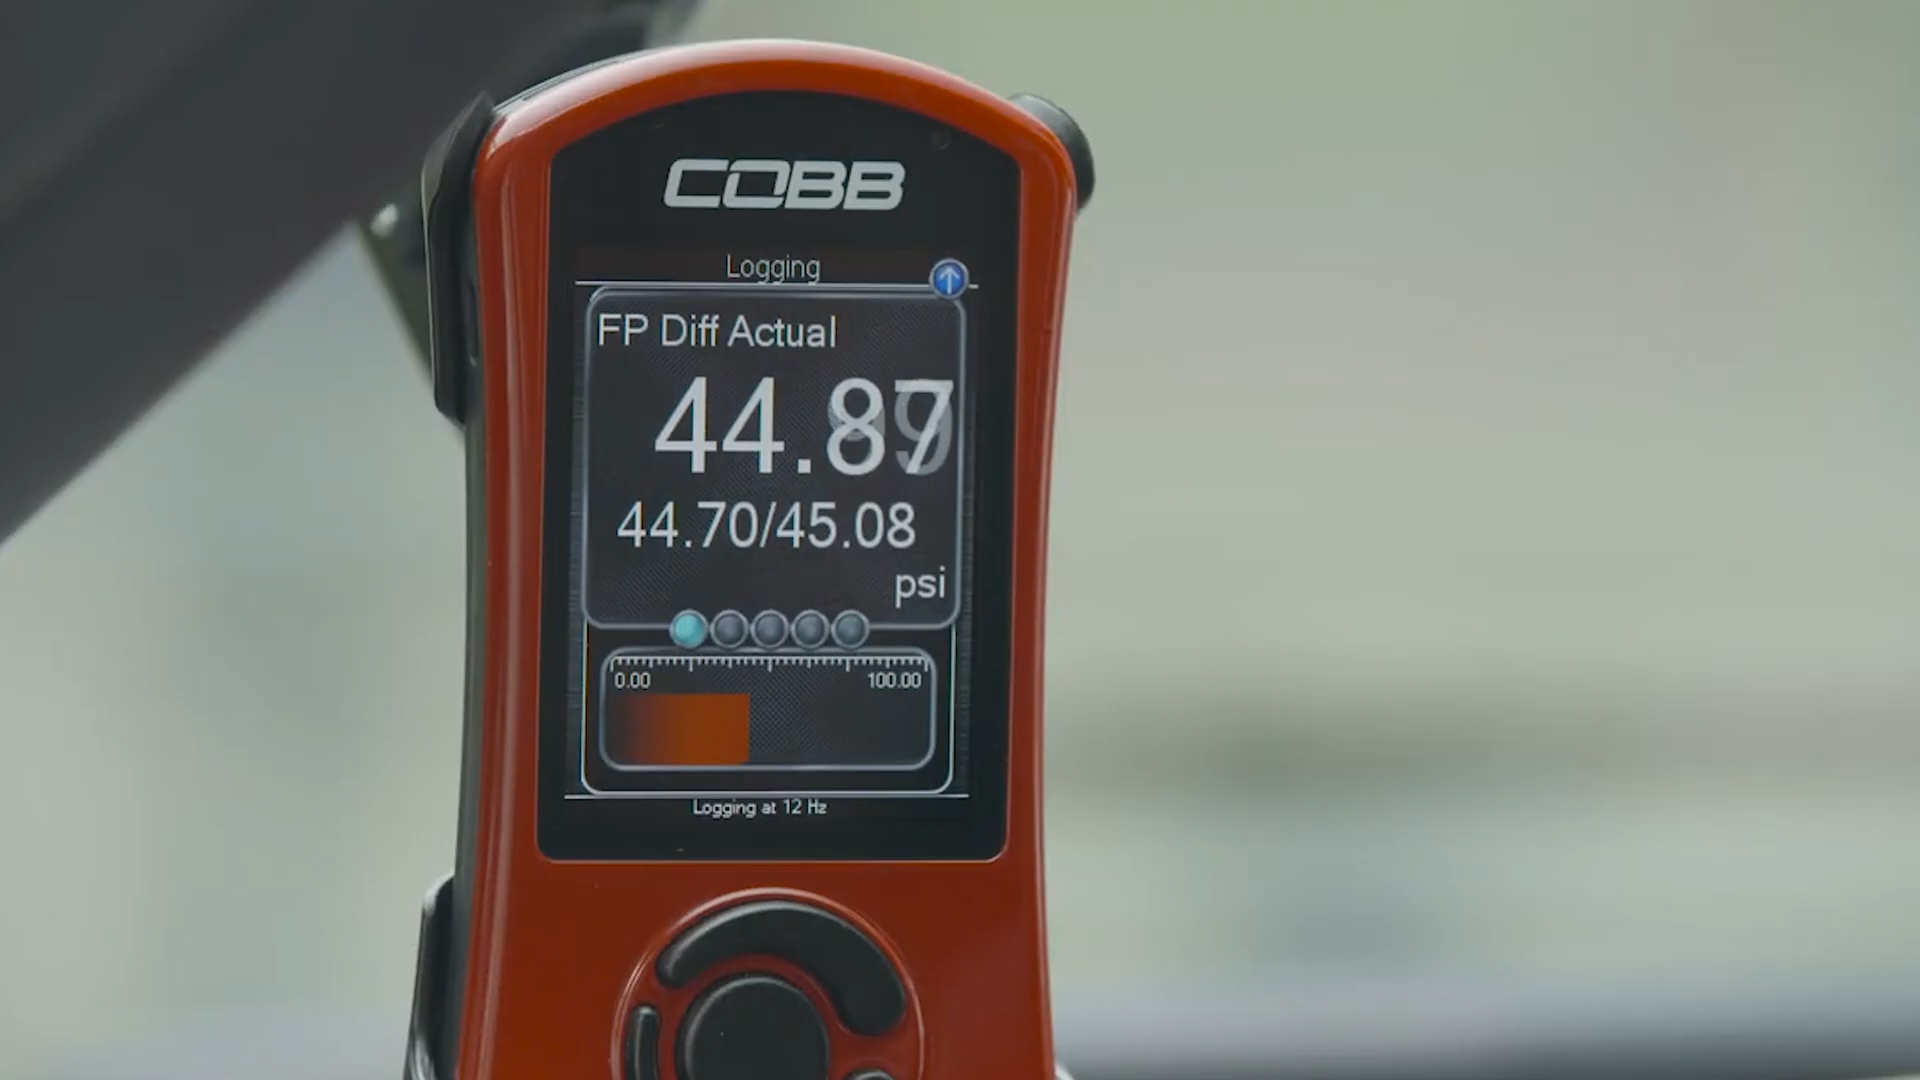 COBB
Logging
FP Diff Actual
44.87
44.70/45.08
psi
0.00 100.00
Logging at 12 Hz